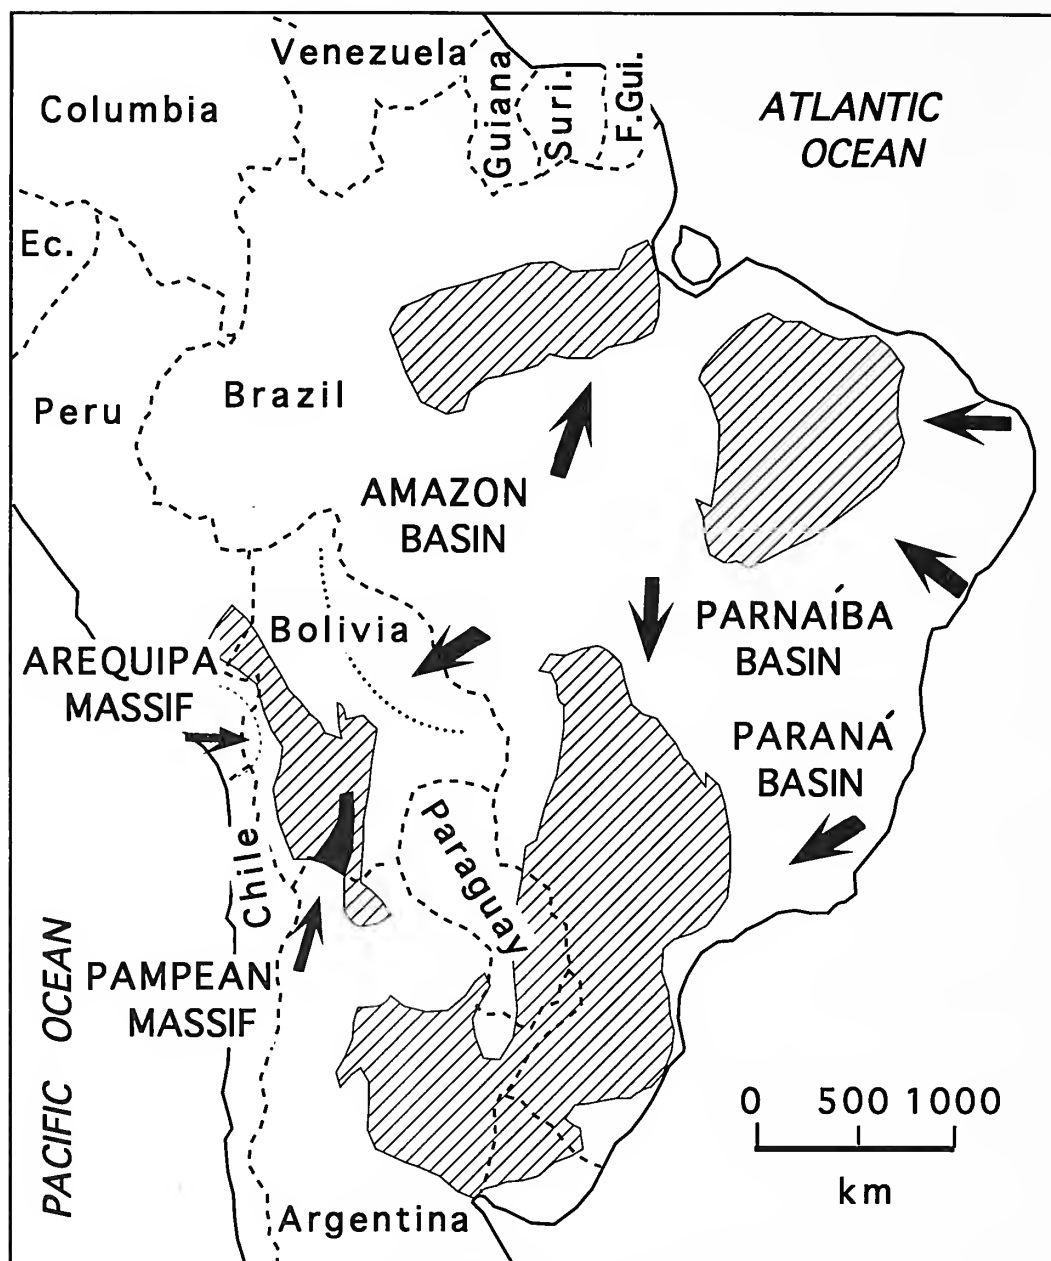 Venezuela
Columbia
Guiana
Suri.
F.Gui.
ATLANTIC
OCEAN
Ec.
Peru
Brazil
AMAZON
BASIN
Bolivia
PARNAÍBA
BASIN
AREQUIPA
MASSIF
PARANÁ
BASIN
Chile
Paraguay
PAMPEAN
MASSIF
PACIFIC OCEAN
0 500 1000
km
Argentina